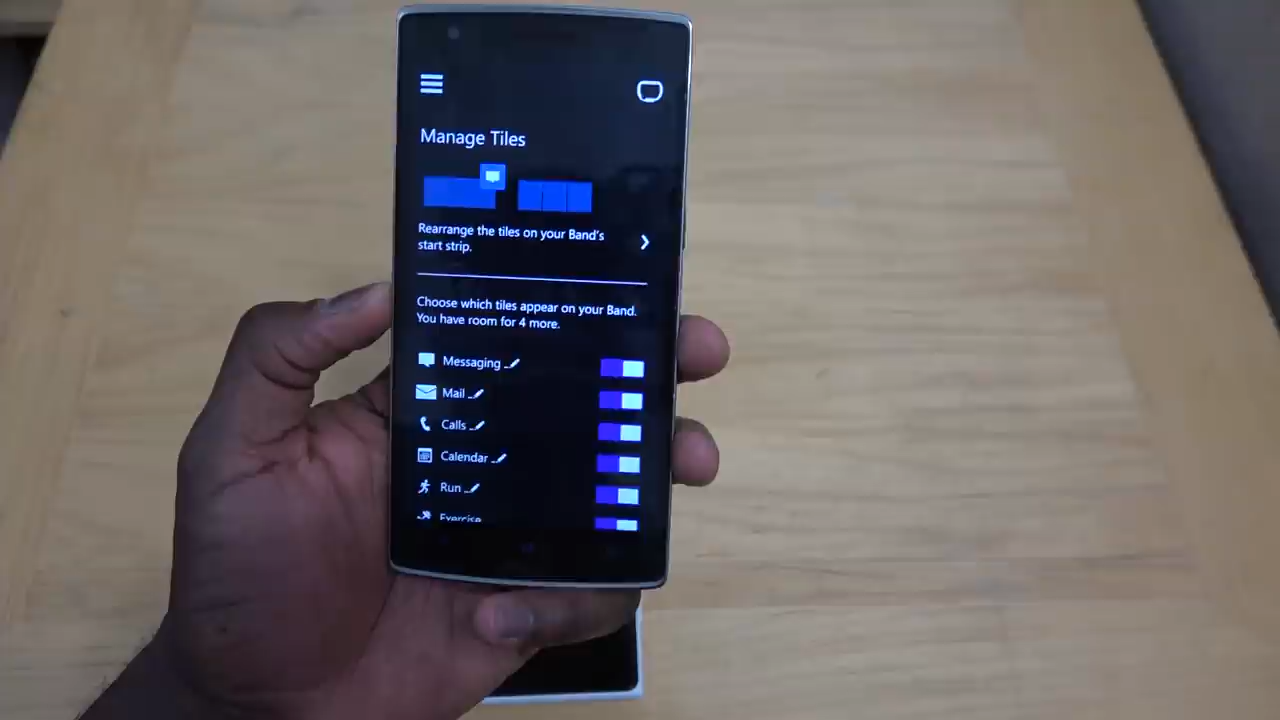 Manage Tiles
Rearrange the tiles on your Band's
start strip.
Choose which tiles appear on your Band.
You have room for 4 more.
Messaging
Mail
Calls
Calendar
Run
Exercise